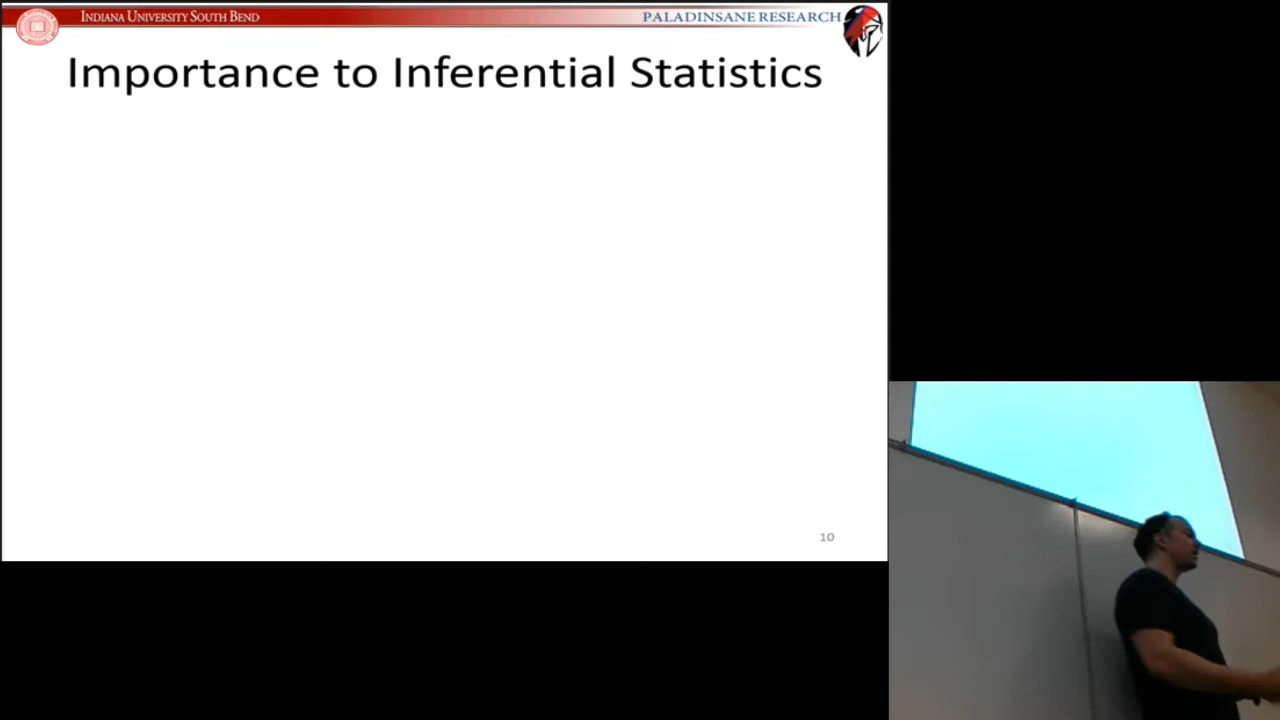 INDIANA UNIVERSITY SOUTH BEND
PALADINSANE RESEARCH
Importance to Inferential Statistics
10